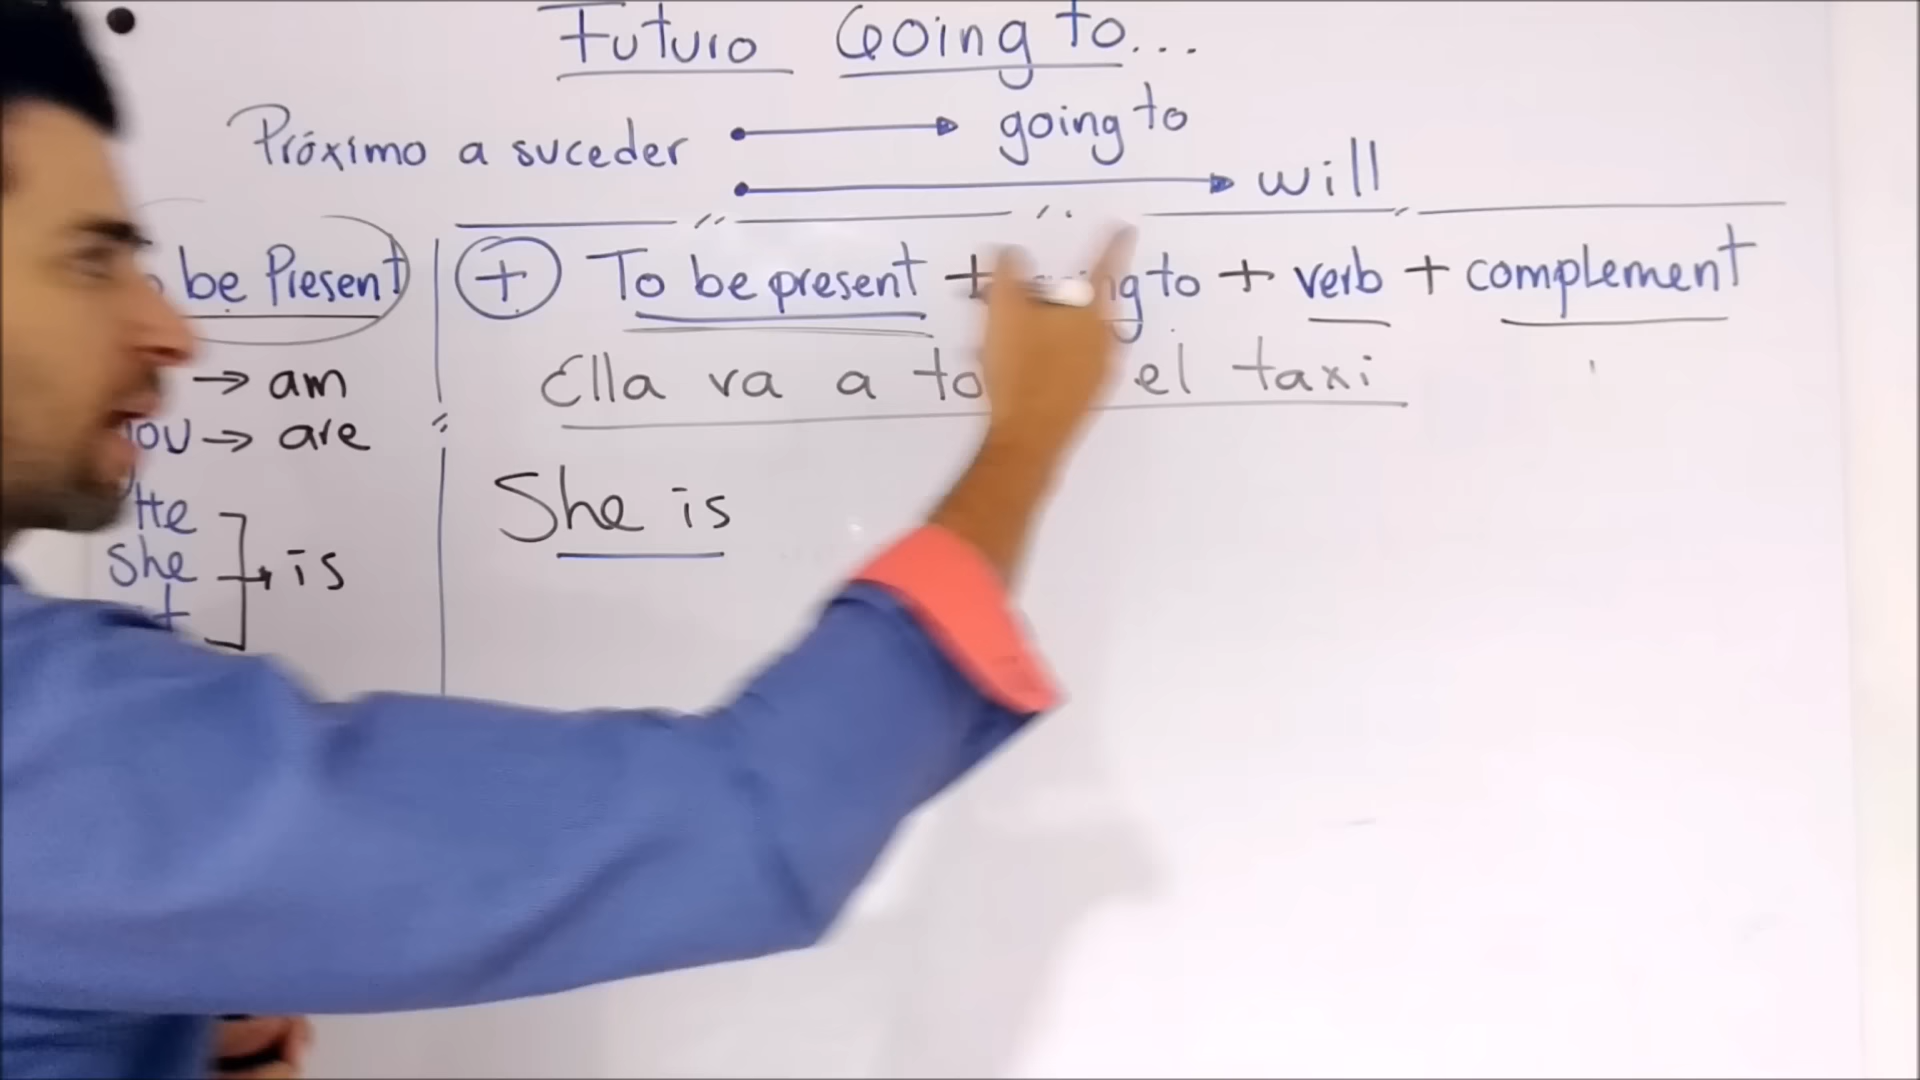 Futuro Going to...
Próximo a suceder going to
will
be Present
+ To be present + to + verb + complement
Ella va a el taxi
→ am
you → are
She is
He
She → is